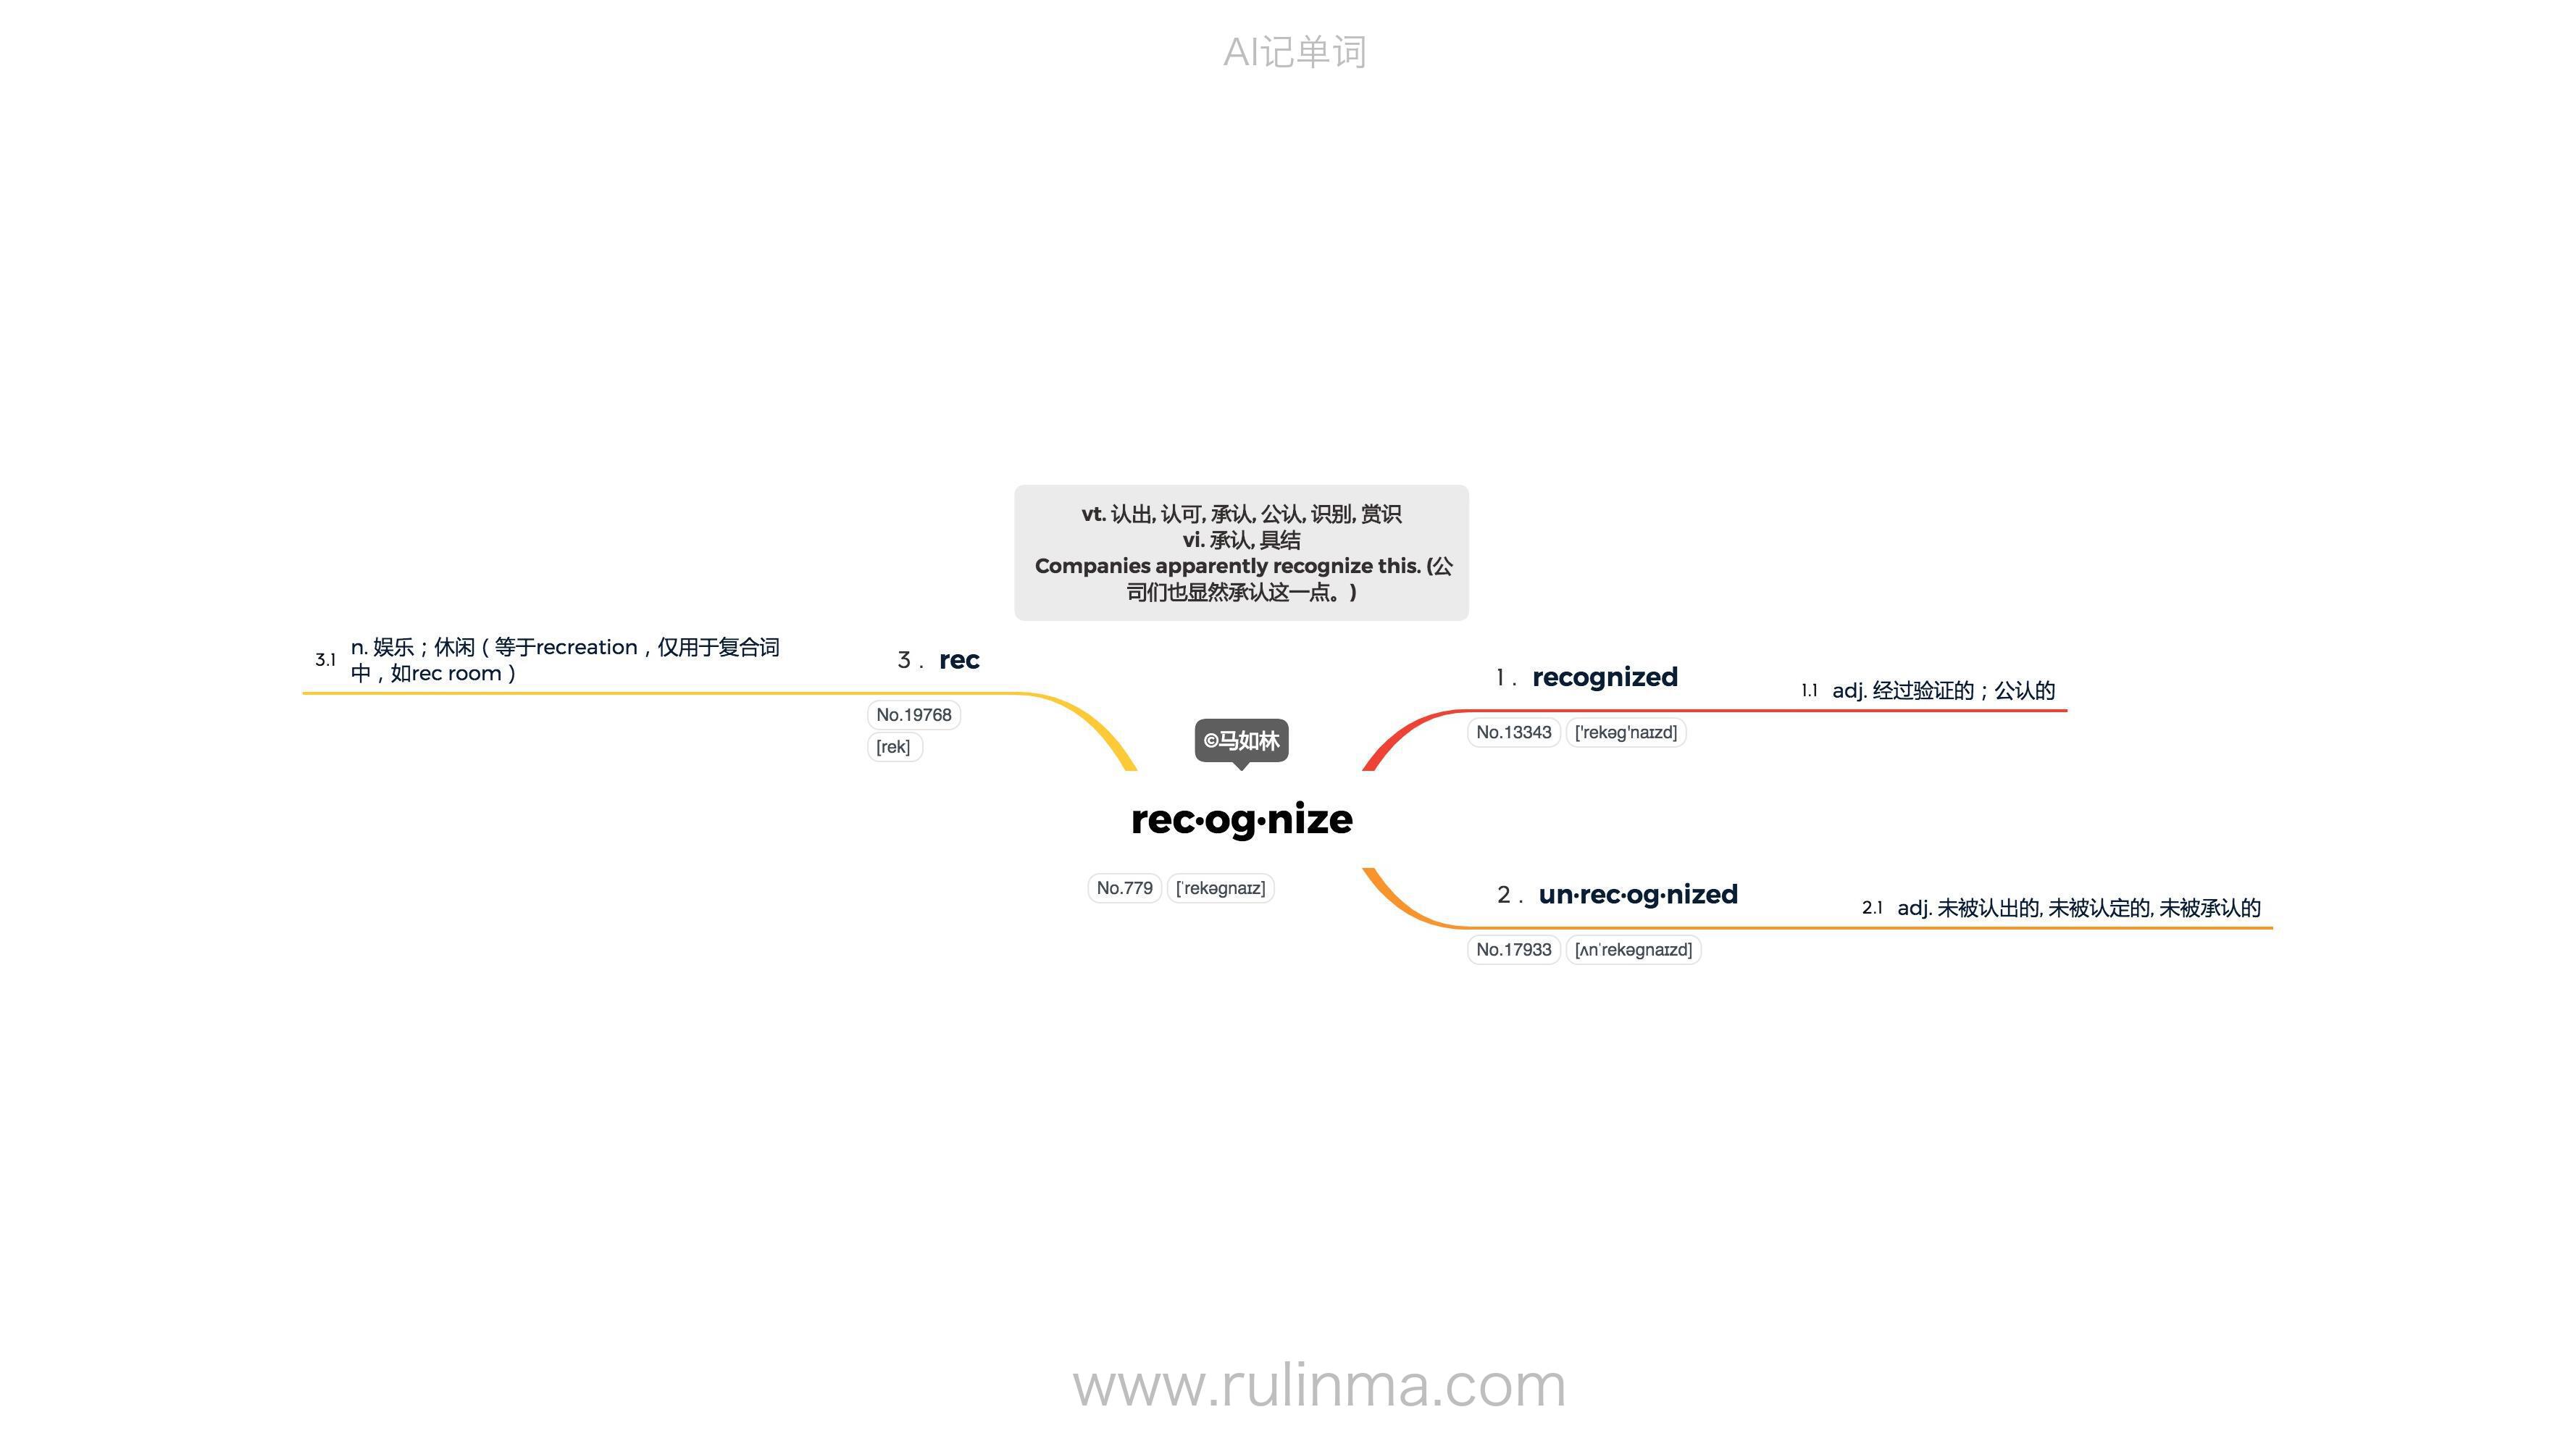 AI记单词
vt. 认出, 认可, 承认, 公认, 识别, 赏识
vi. 承认, 具结
Companies apparently recognize this. (公
司们也显然承认这一点。)
3.1 n. 娱乐；休闲（等于recreation，仅用于复合词
中，如rec room）
3. rec
No.19768
[rek]
©马如林
rec·og·nize
No.779 [ˈrekəgnaɪz]
1. recognized
1.1 adj. 经过验证的；公认的
No.13343 ['rekəg'naɪzd]
2. un·rec·og·nized
2.1 adj. 未被认出的, 未被认定的, 未被承认的
No.17933 [ʌnˈrekəgnaɪzd]
www.rulinma.com